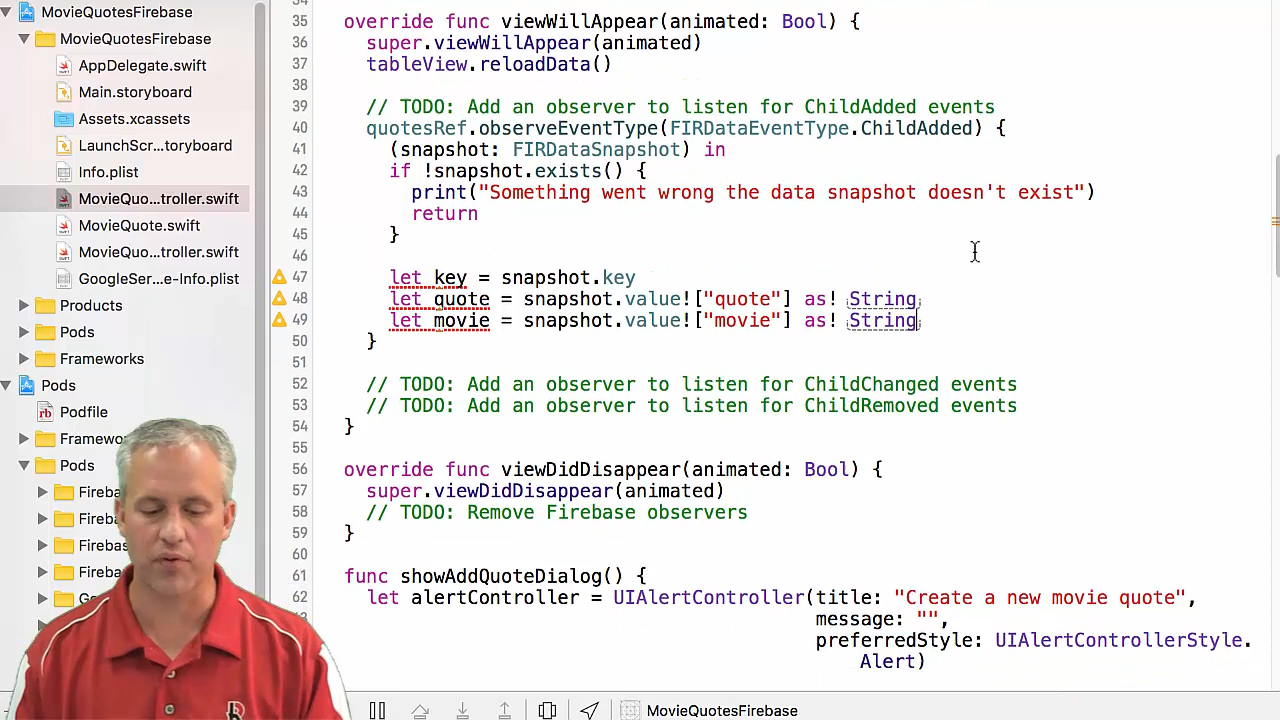 MovieQuotesFirebase
MovieQuotesFirebase
AppDelegate.swift
Main.storyboard
Assets.xcassets
LaunchScr...toryboard
Info.plist
MovieQuo...troller.swift
MovieQuote.swift
MovieQuo...troller.swift
GoogleSer...e-Info.plist
Products
Pods
Frameworks
Pods
Podfile
Pods
35 override func viewWillAppear(animated: Bool) {
36 super.viewWillAppear(animated)
37 tableView.reloadData()
38
39 // TODO: Add an observer to listen for ChildAdded events
40 quotesRef.observeEventType(FIRDataEventType.ChildAdded) {
41 (snapshot: FIRDataSnapshot) in
42 if !snapshot.exists() {
43 print("Something went wrong the data snapshot doesn't exist")
44 return
45 }
46
47 let key = snapshot.key
48 let quote = snapshot.value!["quote"] as! String
49 let movie = snapshot.value!["movie"] as! String
50 }
51
52 // TODO: Add an observer to listen for ChildChanged events
53 // TODO: Add an observer to listen for ChildRemoved events
54 }
55
56 override func viewDidDisappear(animated: Bool) {
57 super.viewDidDisappear(animated)
58 // TODO: Remove Firebase observers
59 }
60
61 func showAddQuoteDialog() {
62 let alertController = UIAlertController(title: "Create a new movie quote",
message: "",
preferredStyle: UIAlertControllerStyle.
Alert)
MovieQuotesFirebase